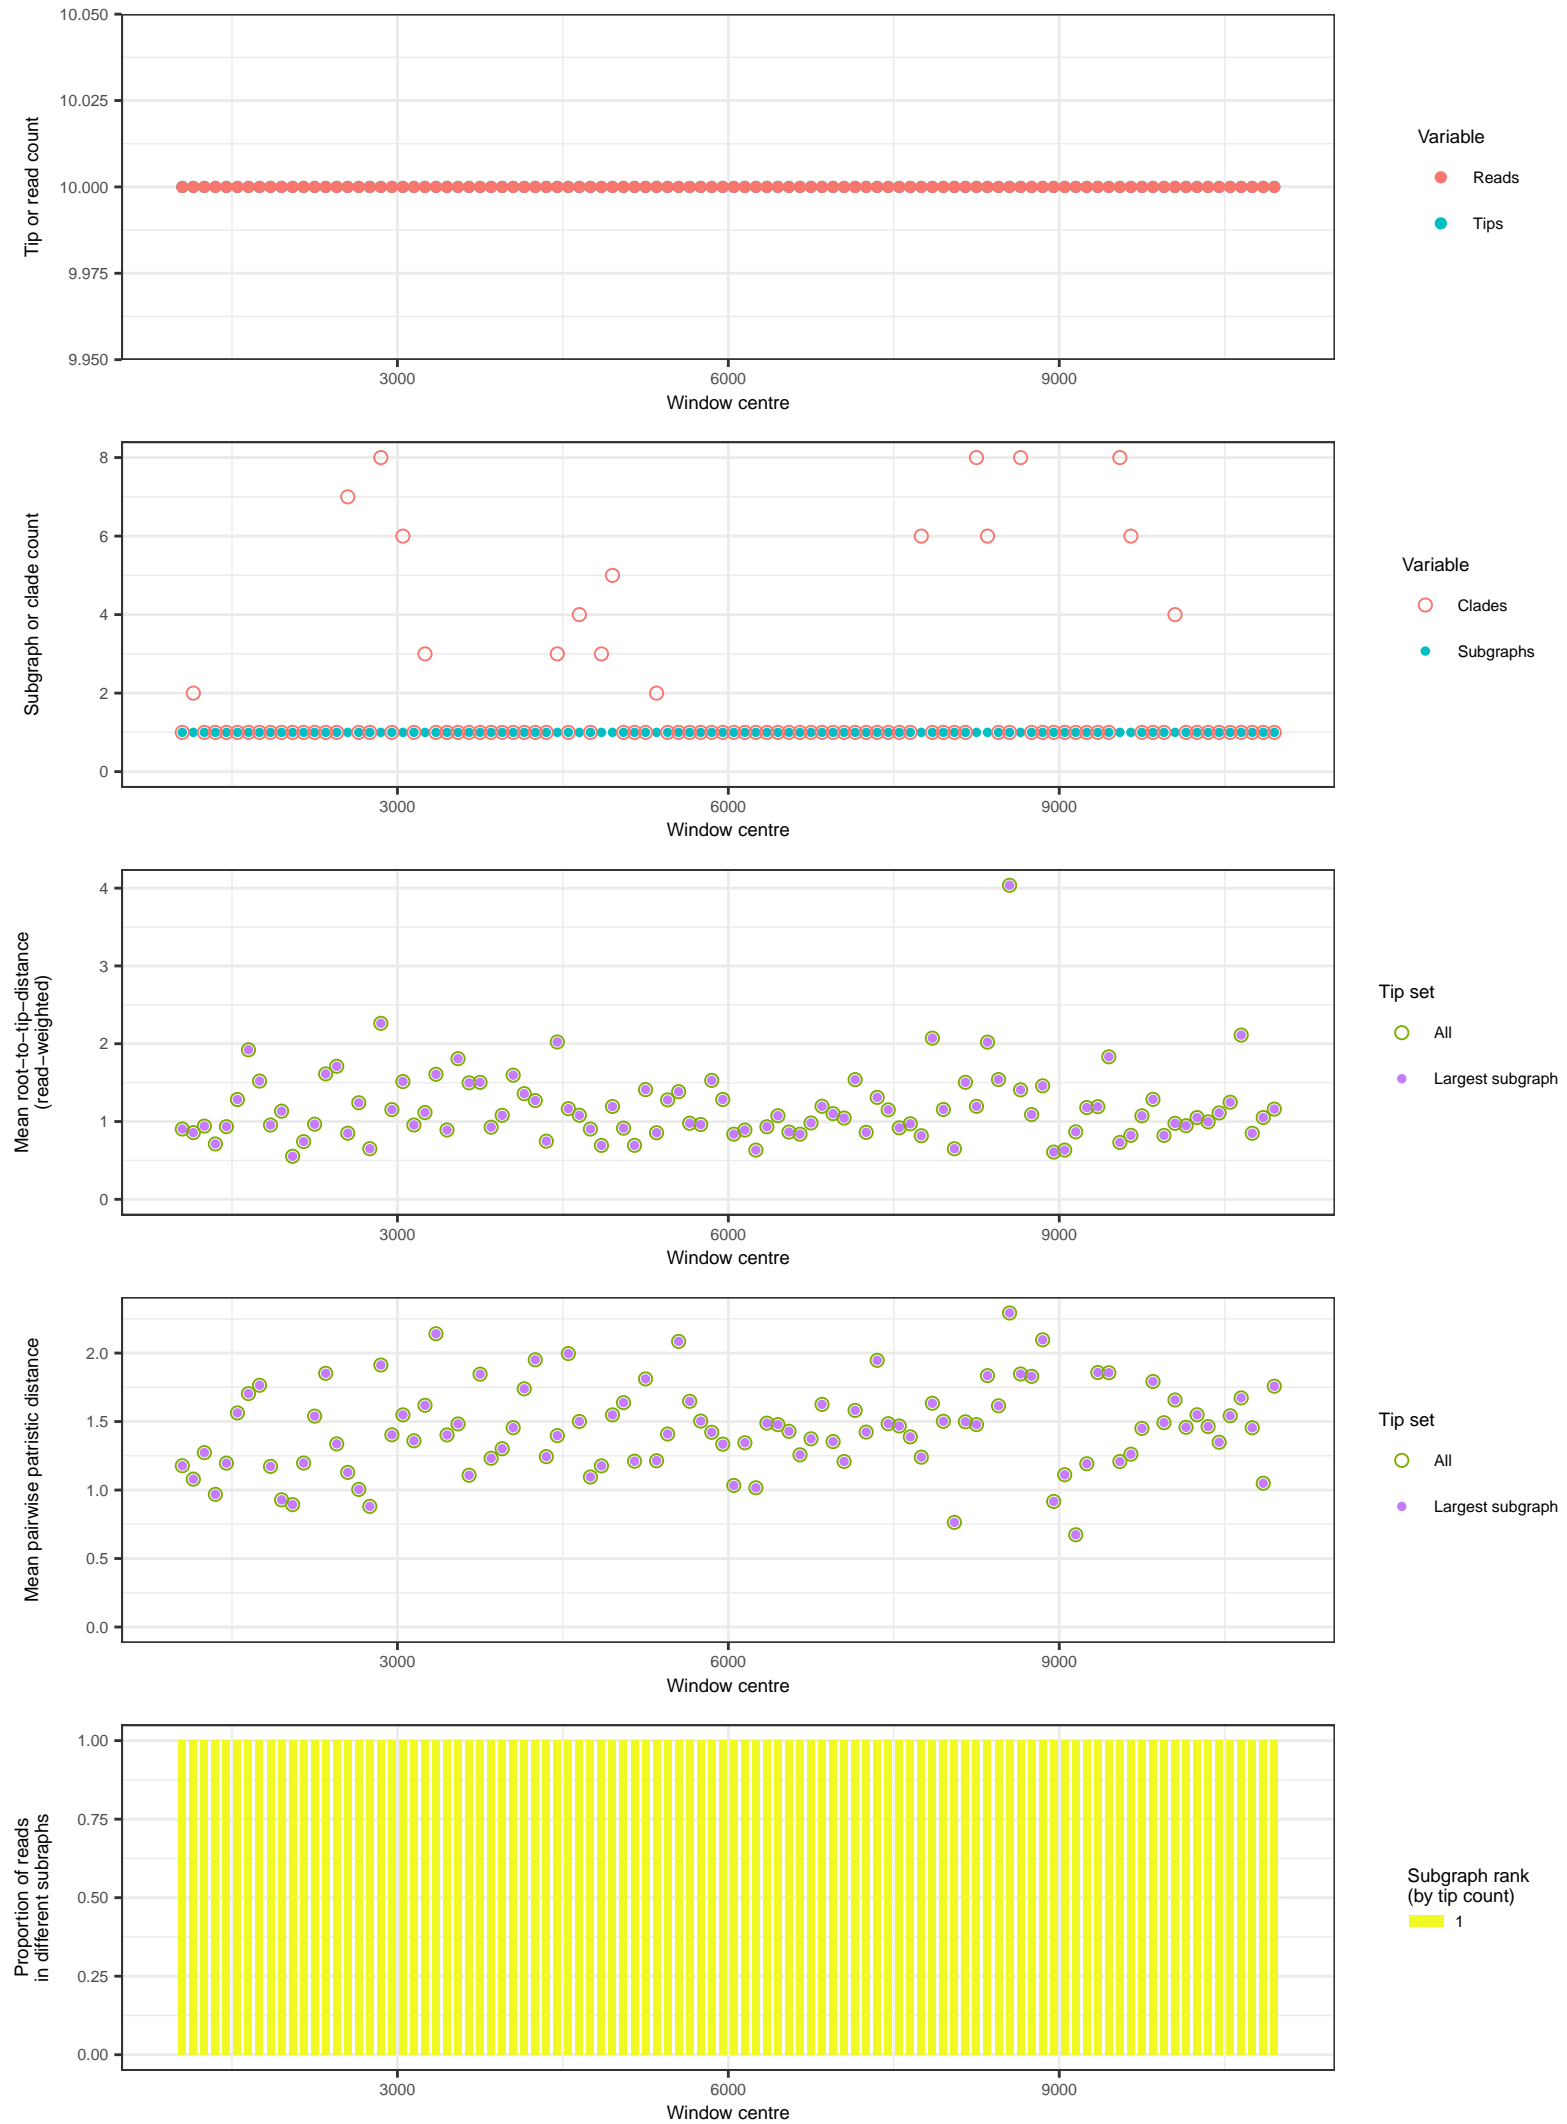 10.050
10.025
10.000
9.975
9.950
Tip or read count
3000 6000 9000
Window centre
Variable
Reads
Tips
8
6
4
2
0
Subgraph or clade count
3000 6000 9000
Window centre
Variable
Clades
Subgraphs
4
3
2
1
0
Mean root−to−tip−distance
(read−weighted)
3000 6000 9000
Window centre
Tip set
All
Largest subgraph
2.0
1.5
1.0
0.5
0.0
Mean pairwise patristic distance
3000 6000 9000
Window centre
Tip set
All
Largest subgraph
1.00
0.75
0.50
0.25
0.00
Proportion of reads
in different subraphs
3000 6000 9000
Window centre
Subgraph rank
(by tip count)
1